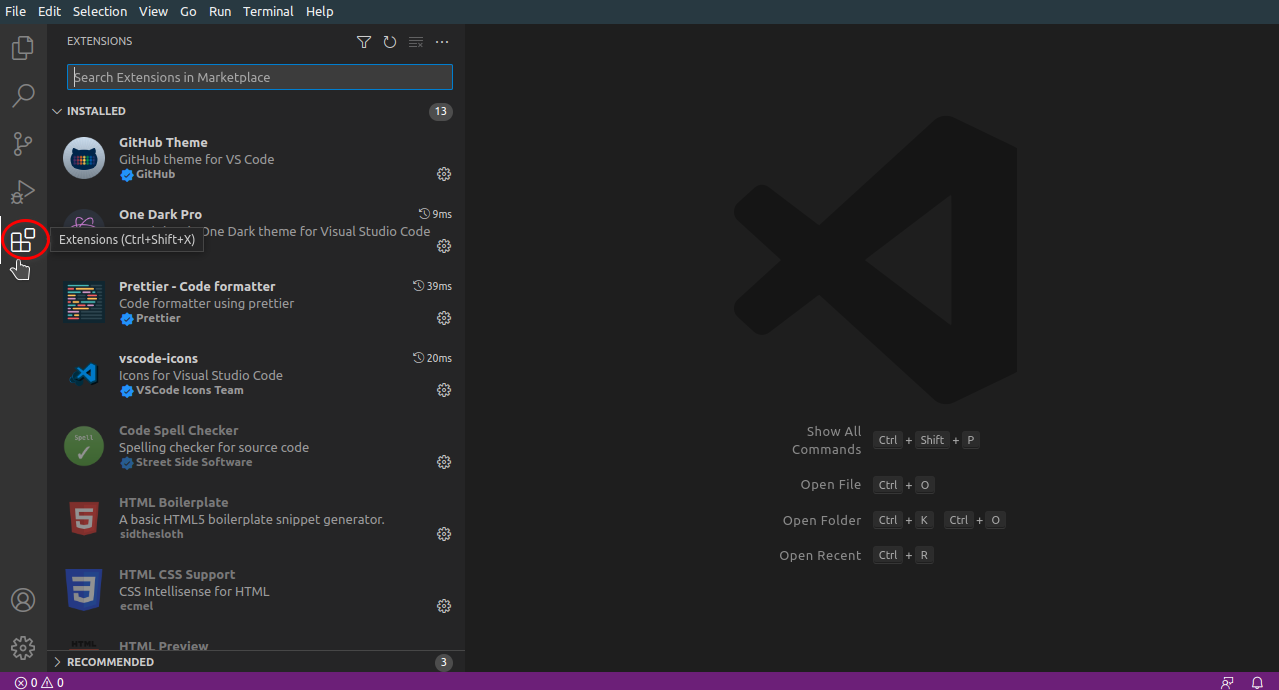 File Edit Selection View Go Run Terminal Help
EXTENSIONS
Search Extensions in Marketplace
INSTALLED 13
GitHub Theme
GitHub theme for VS Code
GitHub
One Dark Pro 9ms
One Dark theme for Visual Studio Code
Extensions (Ctrl+Shift+X)
Prettier - Code formatter 39ms
Code formatter using prettier
Prettier
vscode-icons 20ms
Icons for Visual Studio Code
VSCode Icons Team
Code Spell Checker
Spell
Spelling checker for source code
Street Side Software
HTML Boilerplate
5
A basic HTML5 boilerplate snippet generator.
sidthesloth
HTML CSS Support
3
CSS Intellisense for HTML
ecmel
HTML HTML Preview
RECOMMENDED 3
Show All Commands Ctrl + Shift + P
Open File Ctrl + O
Open Folder Ctrl + K Ctrl + O
Open Recent Ctrl + R
0 0